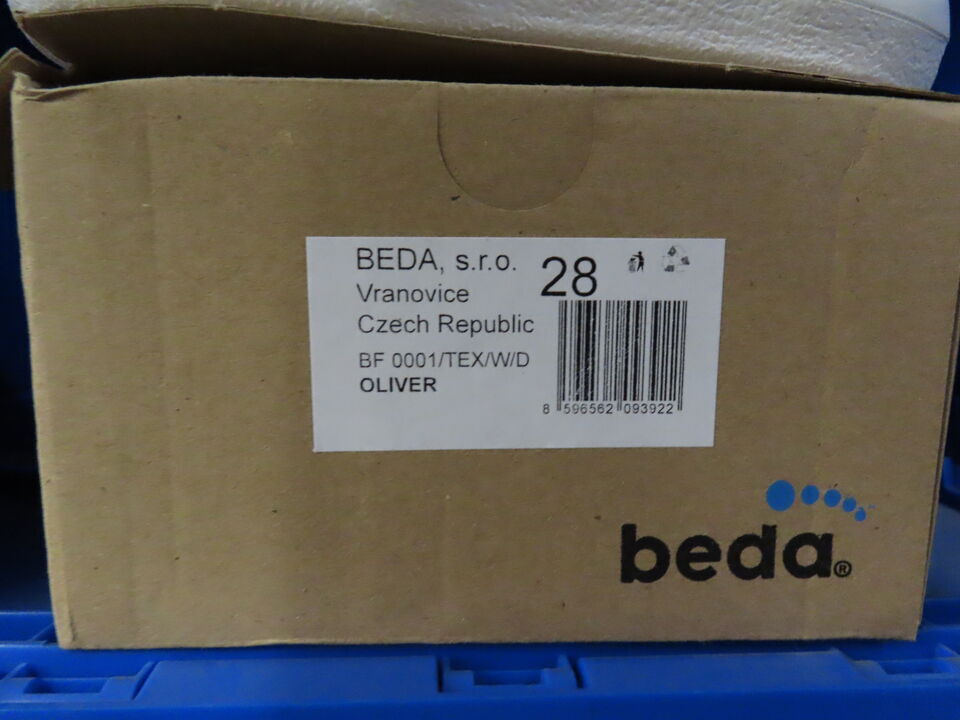 BEDA, s.r.o.
28
Vranovice
Czech Republic
BF 0001/TEX/W/D
OLIVER
8 596562 093922
beda®